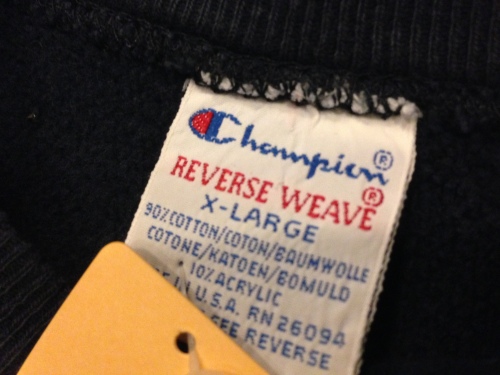 Champion®
REVERSE WEAVE®
X-LARGE
90% COTTON/COTON/BAUMWOLLE
COTONE/KATOEN/BOMULD
10% ACRYLIC
U.S.A. RN 26094
SEE REVERSE